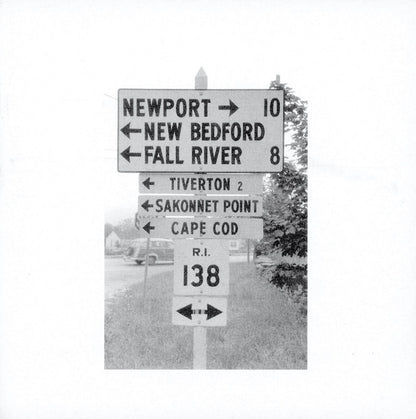 NEWPORT → 10
← NEW BEDFORD
← FALL RIVER 8
← TIVERTON 2
← SAKONNET POINT
← CAPE COD
R.I.
138